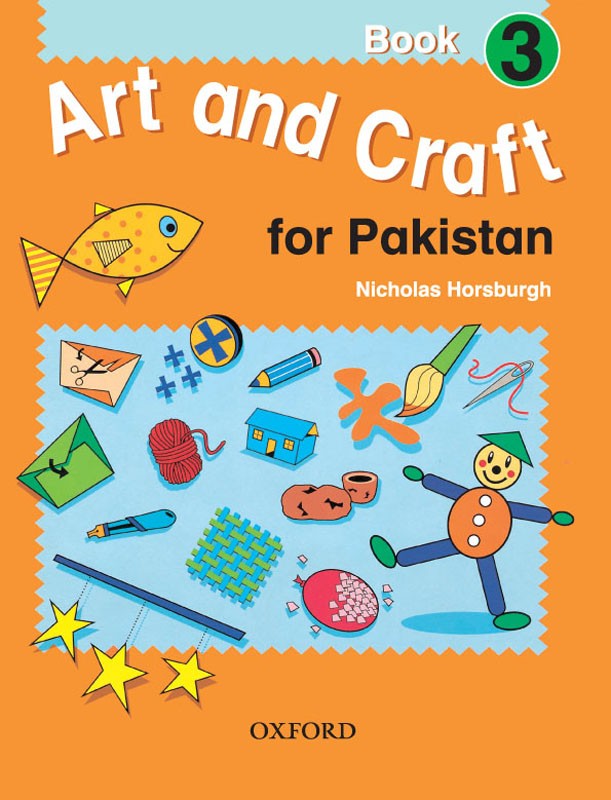 Book 3
Art and Craft
for Pakistan
Nicholas Horsburgh
OXFORD